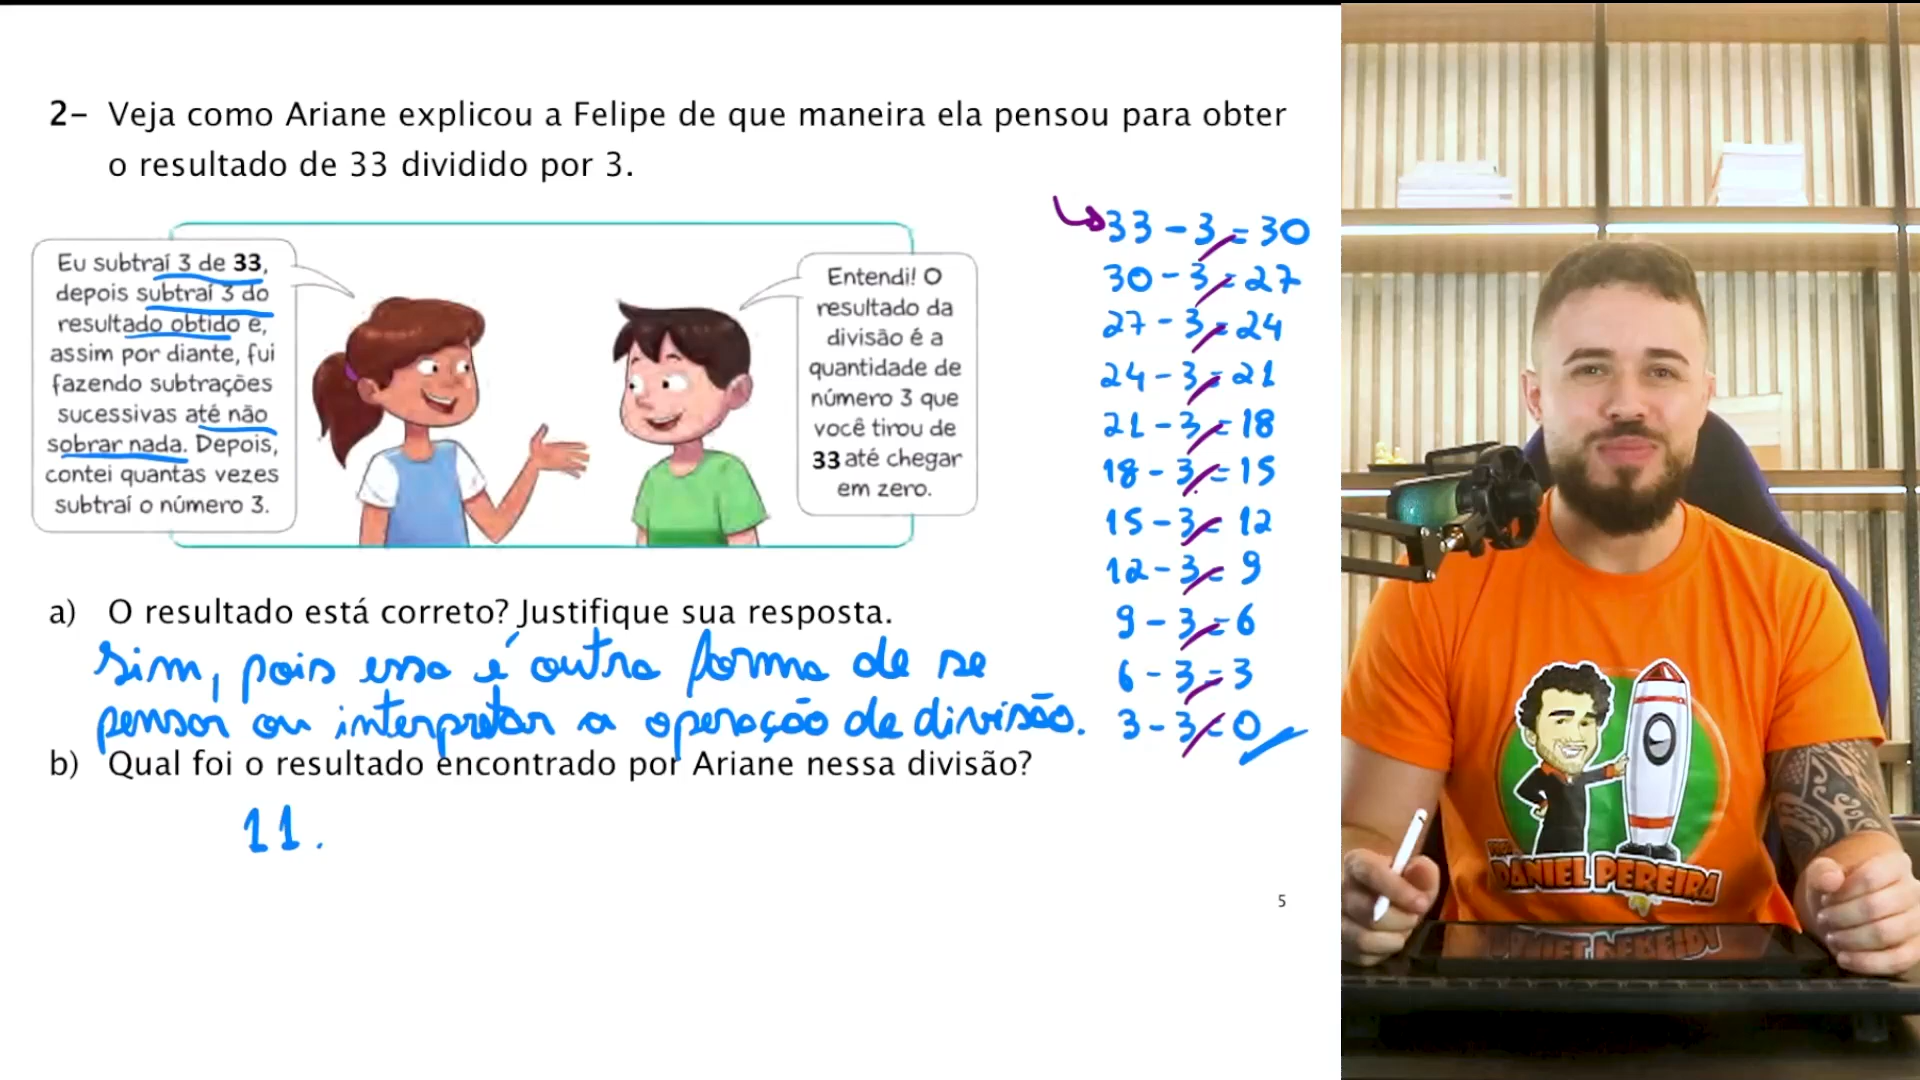 2- Veja como Ariane explicou a Felipe de que maneira ela pensou para obter
o resultado de 33 dividido por 3.
Eu subtraí 3 de 33,
depois subtraí 3 do
resultado obtido e,
assim por diante, fui
fazendo subtrações
sucessivas até não
sobrar nada. Depois,
contei quantas vezes
subtraí o número 3.
Entendi! O
resultado da
divisão é a
quantidade de
número 3 que
você tirou de
33 até chegar
em zero.
33 - 3 = 30
30 - 3 = 27
27 - 3 = 24
24 - 3 = 21
21 - 3 = 18
18 - 3 = 15
15 - 3 = 12
12 - 3 = 9
9 - 3 = 6
6 - 3 = 3
3 - 3 = 0
a) O resultado está correto? Justifique sua resposta.
Sim, pois essa é outra forma de se
pensar ou interpretar a operação de divisão.
b) Qual foi o resultado encontrado por Ariane nessa divisão?
11.
5
DANIEL PEREIRA